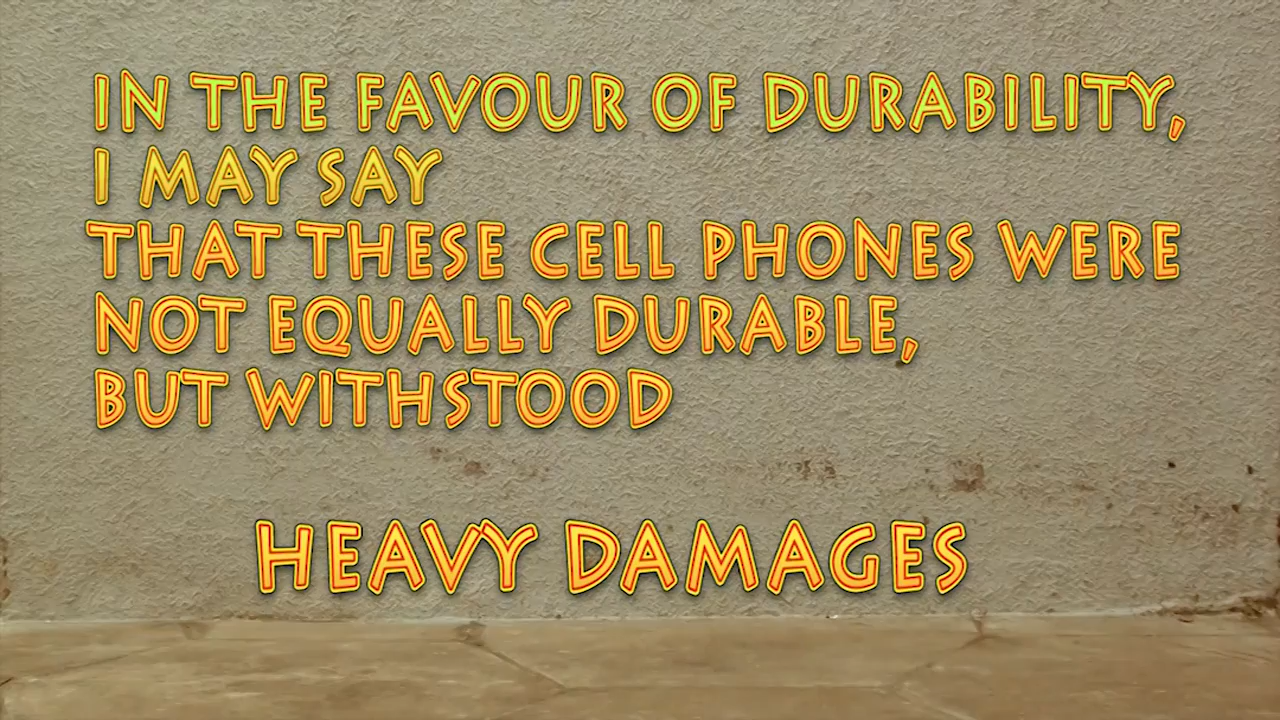 IN THE FAVOUR OF DURABILITY,
I MAY SAY
THAT THESE CELL PHONES WERE
NOT EQUALLY DURABLE,
BUT WITHSTOOD
HEAVY DAMAGES